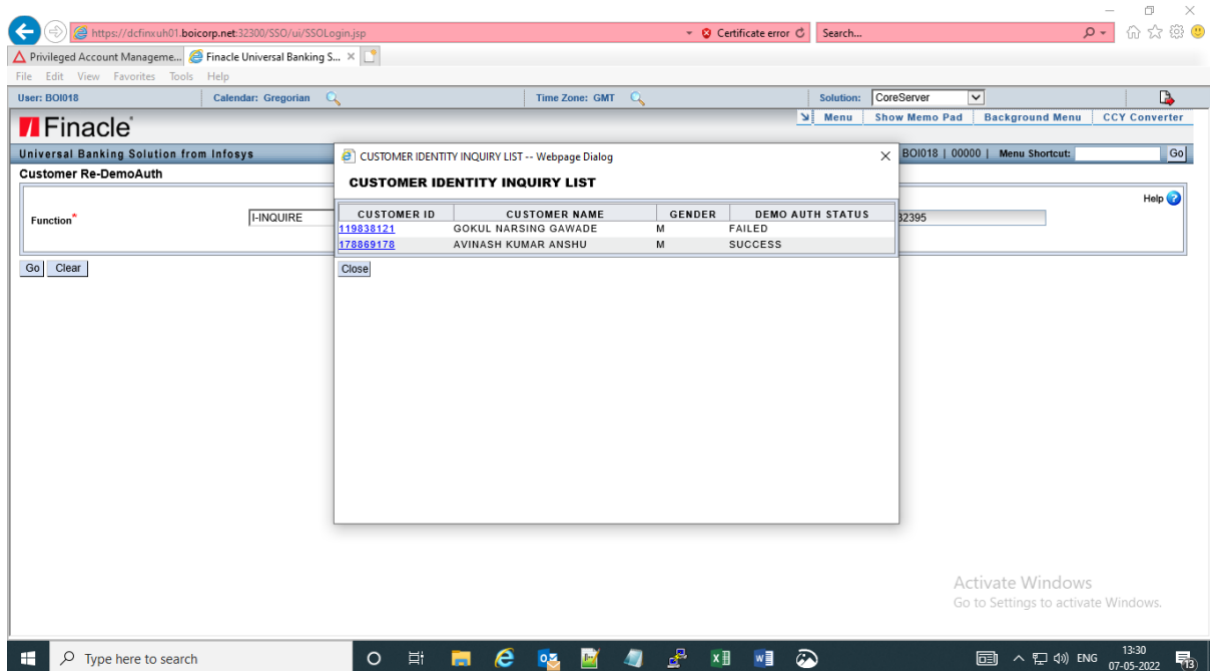 https://dcfinxuh01.boicorp.net:32300/SSO/ui/SSOLogin.jsp Certificate error Search...
Privileged Account Manageme... Finacle Universal Banking S...
File Edit View Favorites Tools Help
User: BOI018 Calendar: Gregorian Time Zone: GMT Solution: CoreServer
Finacle Menu Show Memo Pad Background Menu CCY Converter
Universal Banking Solution from Infosys BOI018 | 00000 | Menu Shortcut: Go
CUSTOMER IDENTITY INQUIRY LIST -- Webpage Dialog
Customer Re-DemoAuth
CUSTOMER IDENTITY INQUIRY LIST
Help ?
Function* I-INQUIRE 32395
CUSTOMER ID CUSTOMER NAME GENDER DEMO AUTH STATUS
119838121 GOKUL NARSING GAWADE M FAILED
178869178 AVINASH KUMAR ANSHU M SUCCESS
Go Clear
Close
Activate Windows
Go to Settings to activate Windows.
Type here to search ENG 13:30
07-05-2022